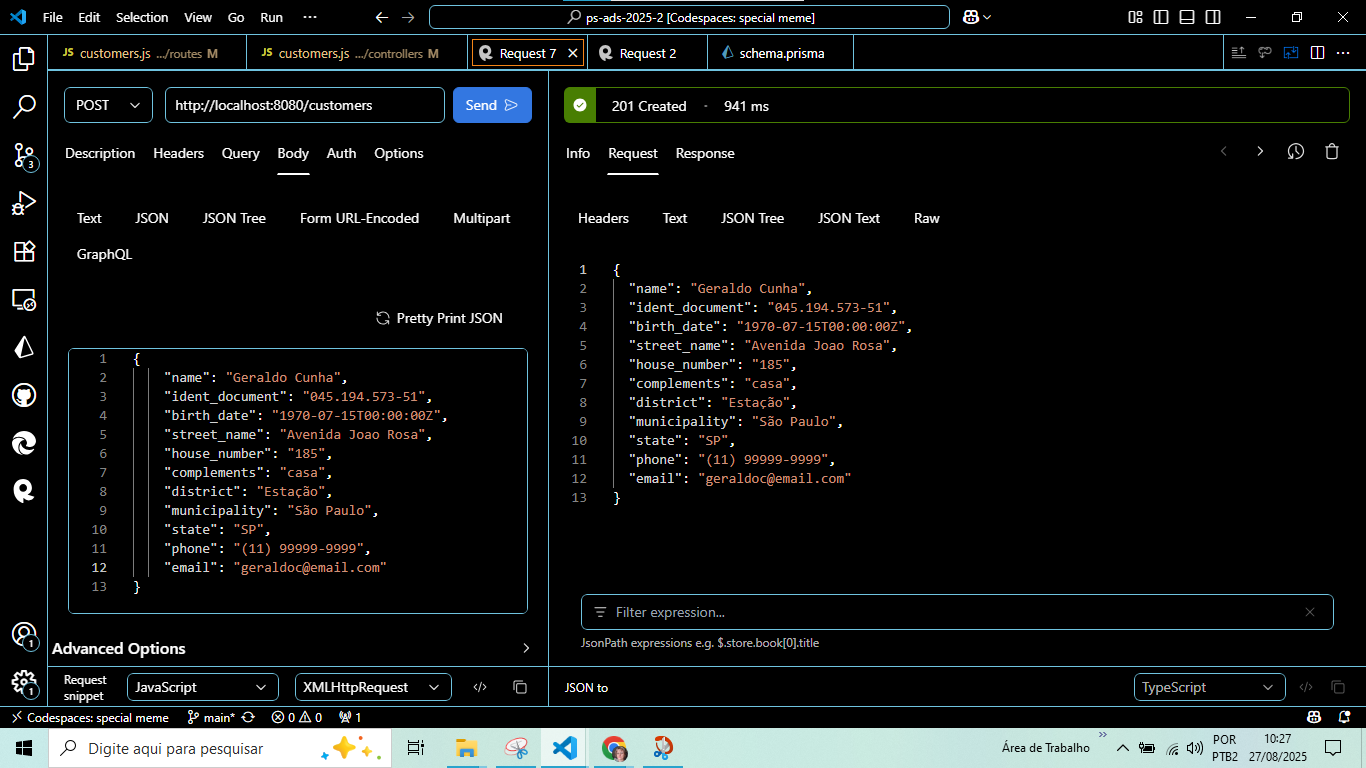 File Edit Selection View Go Run ···
ps-ads-2025-2 [Codespaces: special meme]
JS customers.js .../routes M
JS customers.js .../controllers M
Request 7
Request 2
schema.prisma
POST
http://localhost:8080/customers
Send
201 Created · 941 ms
Description Headers Query Body Auth Options
Info Request Response
Text JSON JSON Tree Form URL-Encoded Multipart
GraphQL
Headers Text JSON Tree JSON Text Raw
Pretty Print JSON
1 {
2 "name": "Geraldo Cunha",
3 "ident_document": "045.194.573-51",
4 "birth_date": "1970-07-15T00:00:00Z",
5 "street_name": "Avenida Joao Rosa",
6 "house_number": "185",
7 "complements": "casa",
8 "district": "Estação",
9 "municipality": "São Paulo",
10 "state": "SP",
11 "phone": "(11) 99999-9999",
12 "email": "geraldoc@email.com"
13 }
1 {
2 "name": "Geraldo Cunha",
3 "ident_document": "045.194.573-51",
4 "birth_date": "1970-07-15T00:00:00Z",
5 "street_name": "Avenida Joao Rosa",
6 "house_number": "185",
7 "complements": "casa",
8 "district": "Estação",
9 "municipality": "São Paulo",
10 "state": "SP",
11 "phone": "(11) 99999-9999",
12 "email": "geraldoc@email.com"
13 }
Filter expression...
JsonPath expressions e.g. $.store.book[0].title
Advanced Options
Request snippet
JavaScript
XMLHttpRequest
JSON to
TypeScript
3
1
1
Codespaces: special meme
main*
0 0
1
Digite aqui para pesquisar
Área de Trabalho
POR
PTB2
10:27
27/08/2025